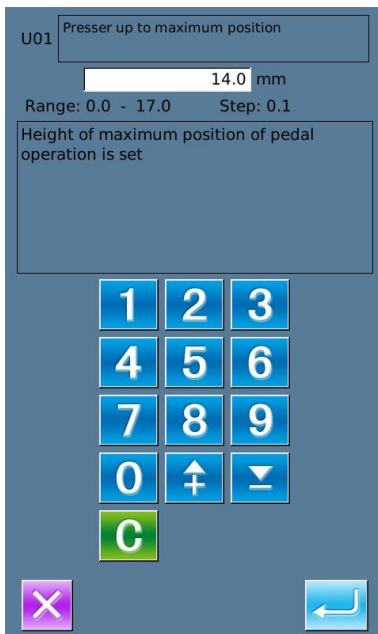 U01 Presser up to maximum position
14.0 mm
Range: 0.0 - 17.0 Step: 0.1
Height of maximum position of pedal
operation is set
1 2 3
4 5 6
7 8 9
0 + −
C